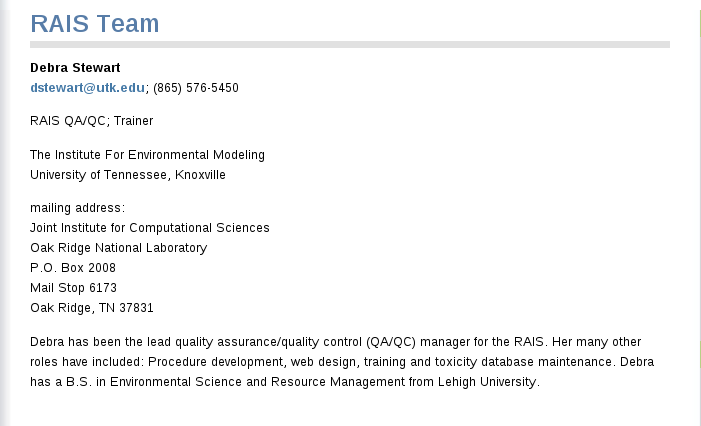 RAIS Team
Debra Stewart
dstewart@utk.edu; (865) 576-5450
RAIS QA/QC; Trainer
The Institute For Environmental Modeling
University of Tennessee, Knoxville
mailing address:
Joint Institute for Computational Sciences
Oak Ridge National Laboratory
P.O. Box 2008
Mail Stop 6173
Oak Ridge, TN 37831
Debra has been the lead quality assurance/quality control (QA/QC) manager for the RAIS. Her many other
roles have included: Procedure development, web design, training and toxicity database maintenance. Debra
has a B.S. in Environmental Science and Resource Management from Lehigh University.